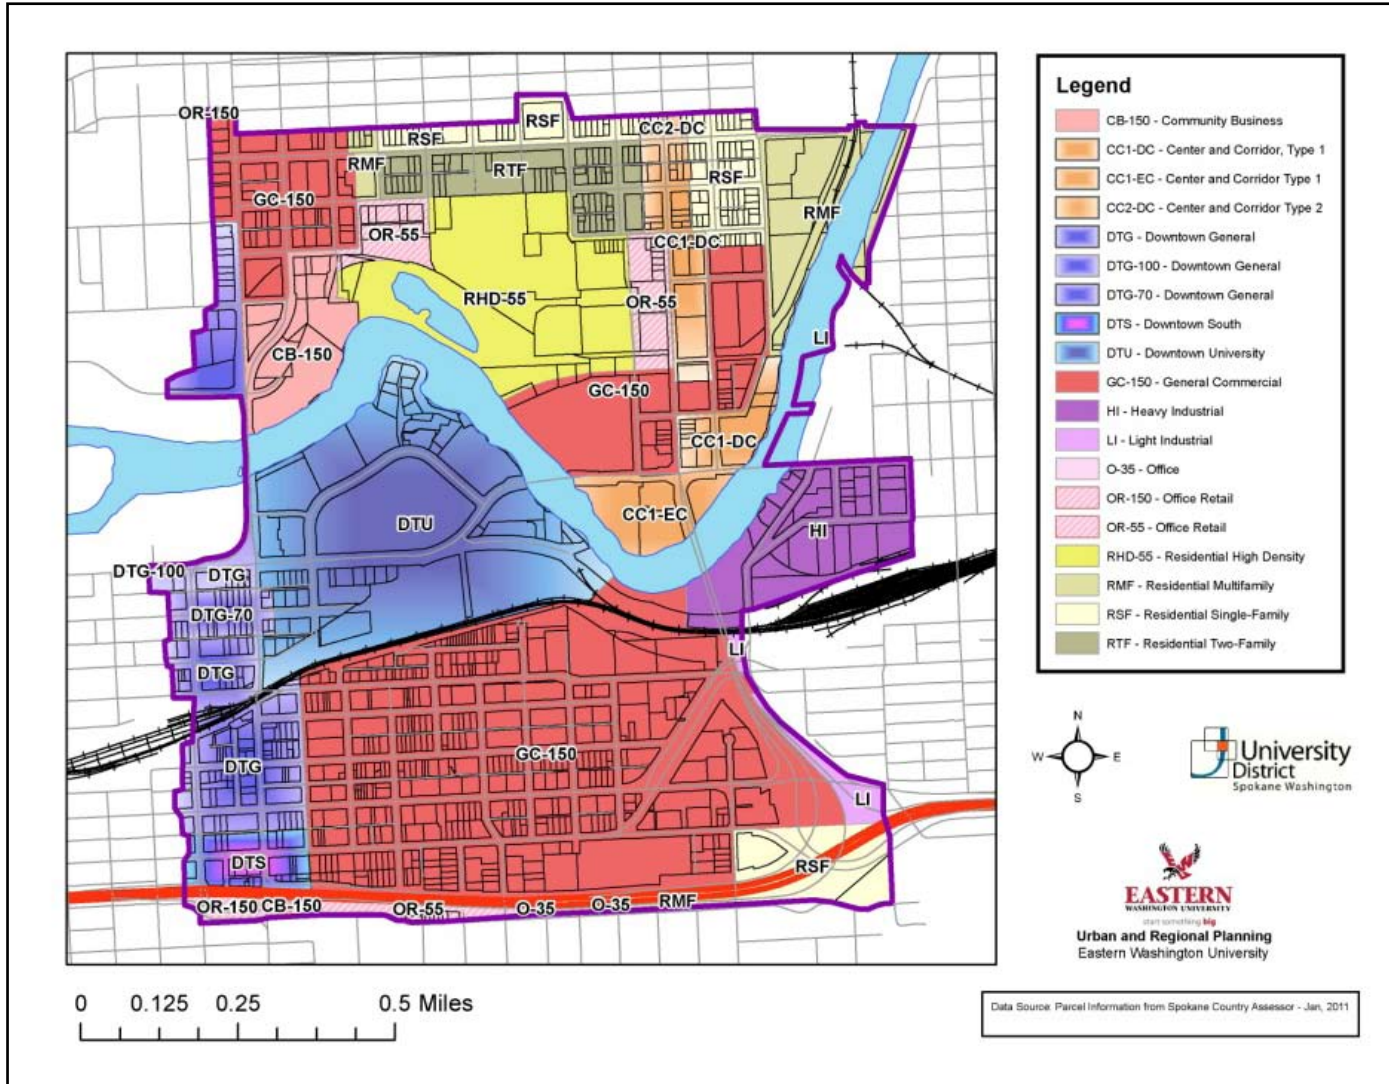 OR-150
RSF
RSF
CC2-DC
RMF
RTF
RSF
GC-150
RMF
OR-55
CC1-DC
RHD-55
OR-55
LI
CB-150
GC-150
CC1-DC
DTU
CC1-EC
HI
DTG-100
DTG
DTG-70
LI
DTG
GC-150
DTG
LI
DTS
RSF
OR-150
CB-150
OR-55
O-35
O-35
RMF
0 0.125 0.25 0.5 Miles
Legend
CB-150 - Community Business
CC1-DC - Center and Corridor, Type 1
CC1-EC - Center and Corridor Type 1
CC2-DC - Center and Corridor Type 2
DTG - Downtown General
DTG-100 - Downtown General
DTG-70 - Downtown General
DTS - Downtown South
DTU - Downtown University
GC-150 - General Commercial
HI - Heavy Industrial
LI - Light Industrial
O-35 - Office
OR-150 - Office Retail
OR-55 - Office Retail
RHD-55 - Residential High Density
RMF - Residential Multifamily
RSF - Residential Single-Family
RTF - Residential Two-Family
N
W
E
S
University
District
Spokane Washington
EASTERN
WASHINGTON UNIVERSITY
start something big
Urban and Regional Planning
Eastern Washington University
Data Source: Parcel Information from Spokane Country Assessor - Jan, 2011